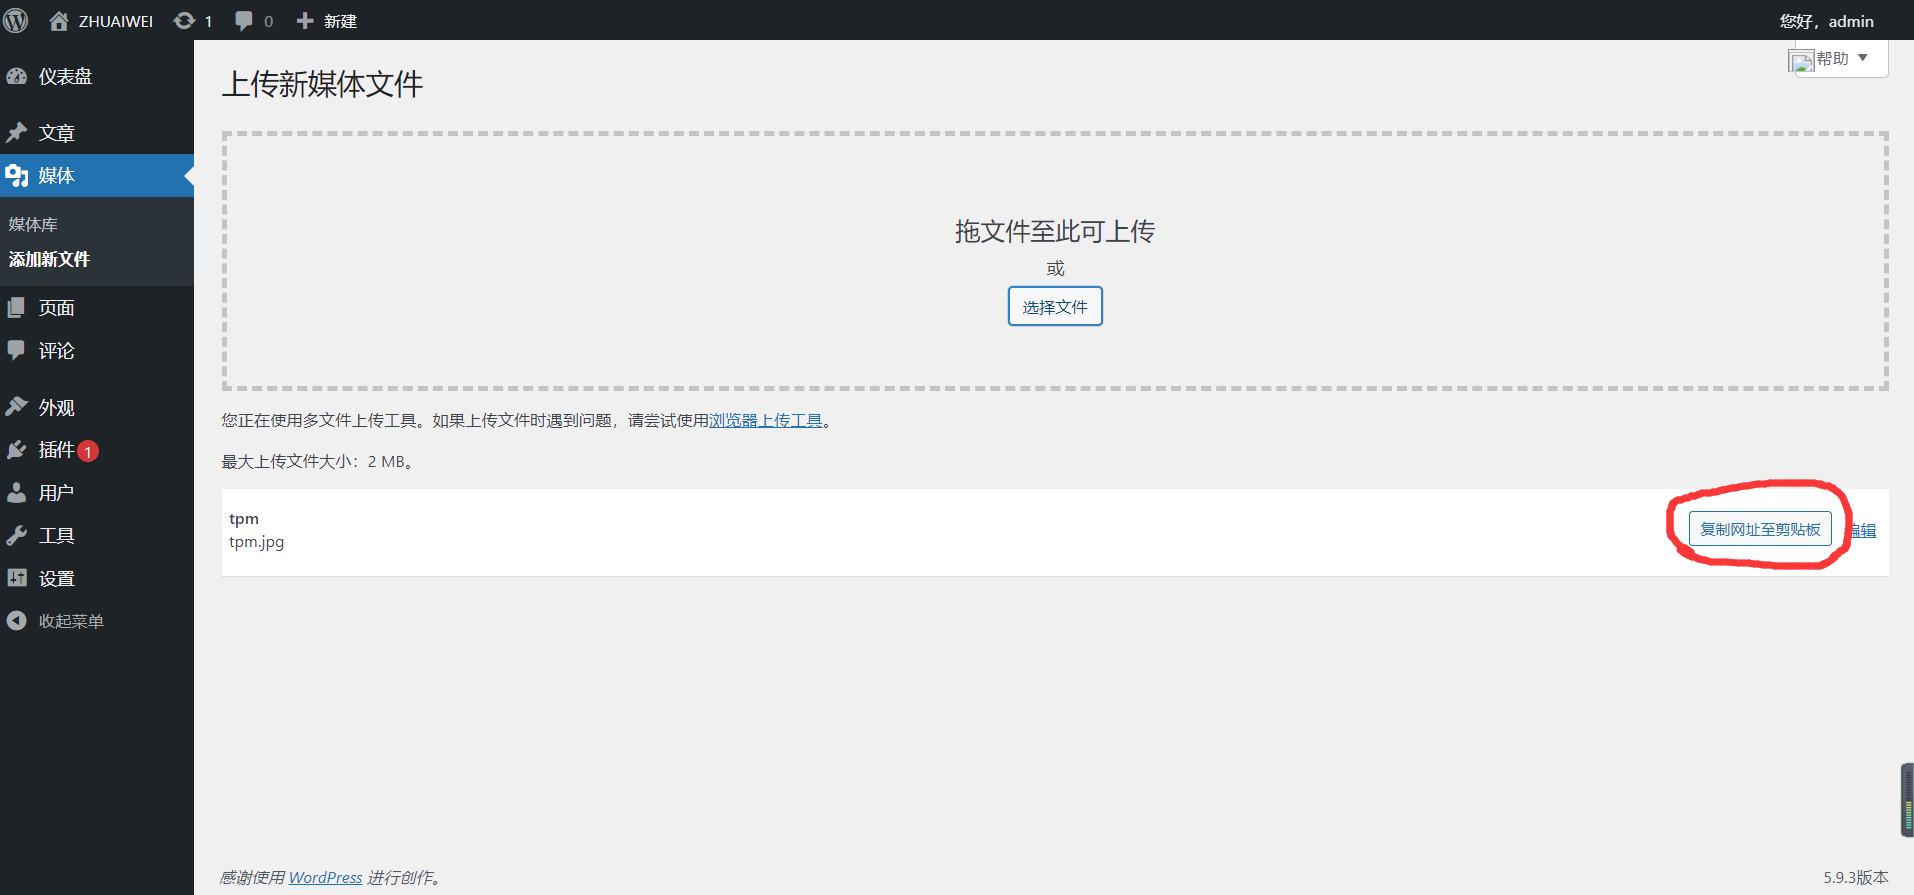 ZHUAIWEI 1 0 新建 您好，admin
帮助
仪表盘
文章
媒体
媒体库
添加新文件
页面
评论
外观
插件 1
用户
工具
设置
收起菜单
上传新媒体文件
拖文件至此可上传
或
选择文件
您正在使用多文件上传工具。如果上传文件时遇到问题，请尝试使用浏览器上传工具。
最大上传文件大小：2 MB。
tpm
tpm.jpg
复制网址至剪贴板 编辑
感谢使用 WordPress 进行创作。 5.9.3版本